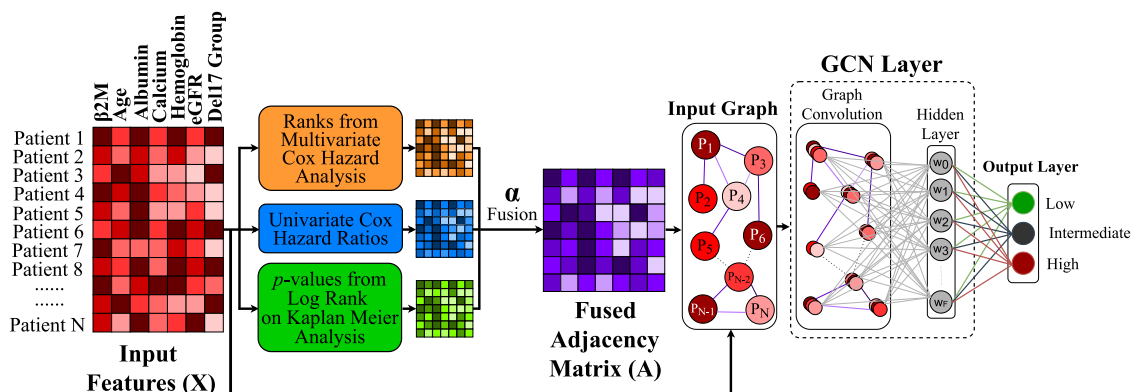 β2M
Age
Albumin
Calcium
Hemoglobin
eGFR
Del17 Group
Patient 1
Patient 2
Patient 3
Patient 4
Patient 5
Patient 6
Patient 7
Patient 8
......
......
Patient N
Input
Features (X)
Ranks from
Multivariate
Cox Hazard
Analysis
Univariate Cox
Hazard Ratios
p-values from
Log Rank
on Kaplan Meier
Analysis
α
Fusion
Fused
Adjacency
Matrix (A)
Input Graph
P1
P3
P2
P4
P5
P6
PN-2
PN-1
PN
GCN Layer
Graph
Convolution
Hidden
Layer
w0
w1
w2
w3
wF
Output Layer
Low
Intermediate
High